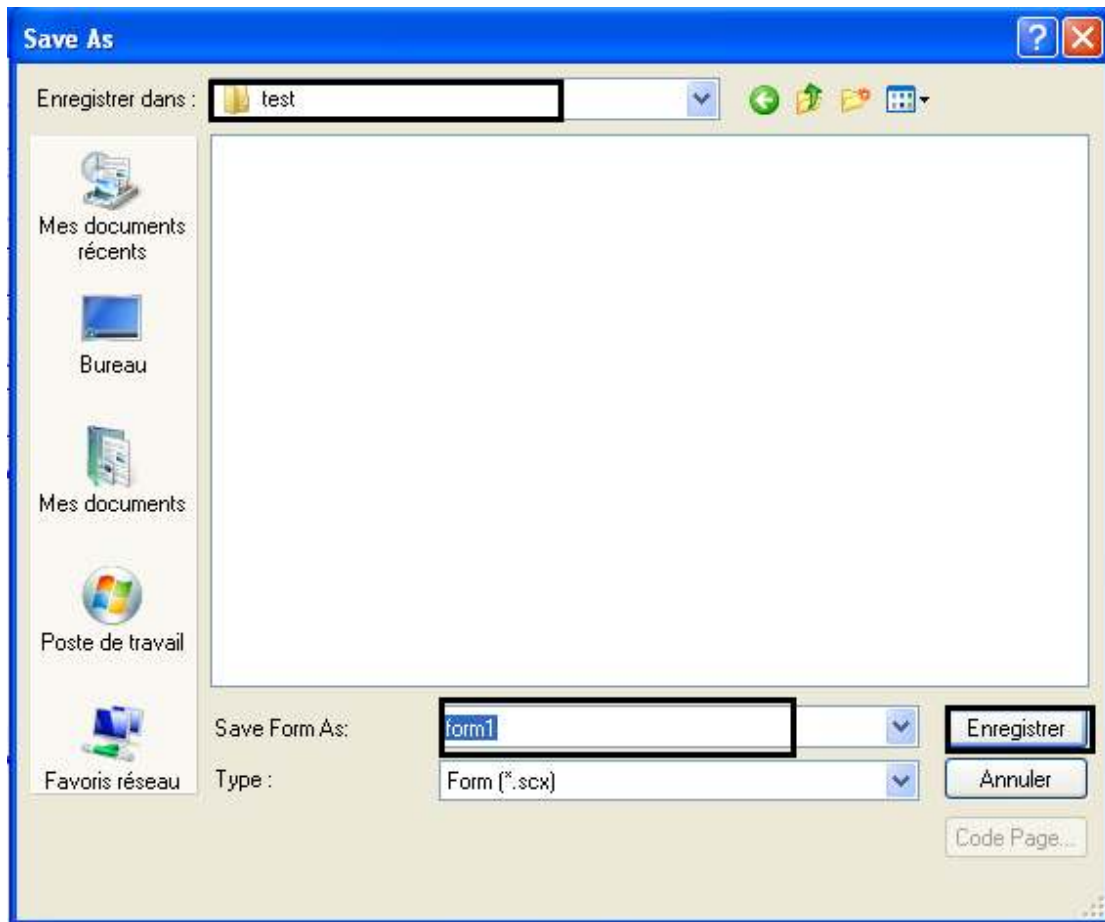 Save As
Enregistrer dans :
test
Mes documents
récents
Bureau
Mes documents
Poste de travail
Favoris réseau
Save Form As:
form1
Enregistrer
Type :
Form (*.scx)
Annuler
Code Page...